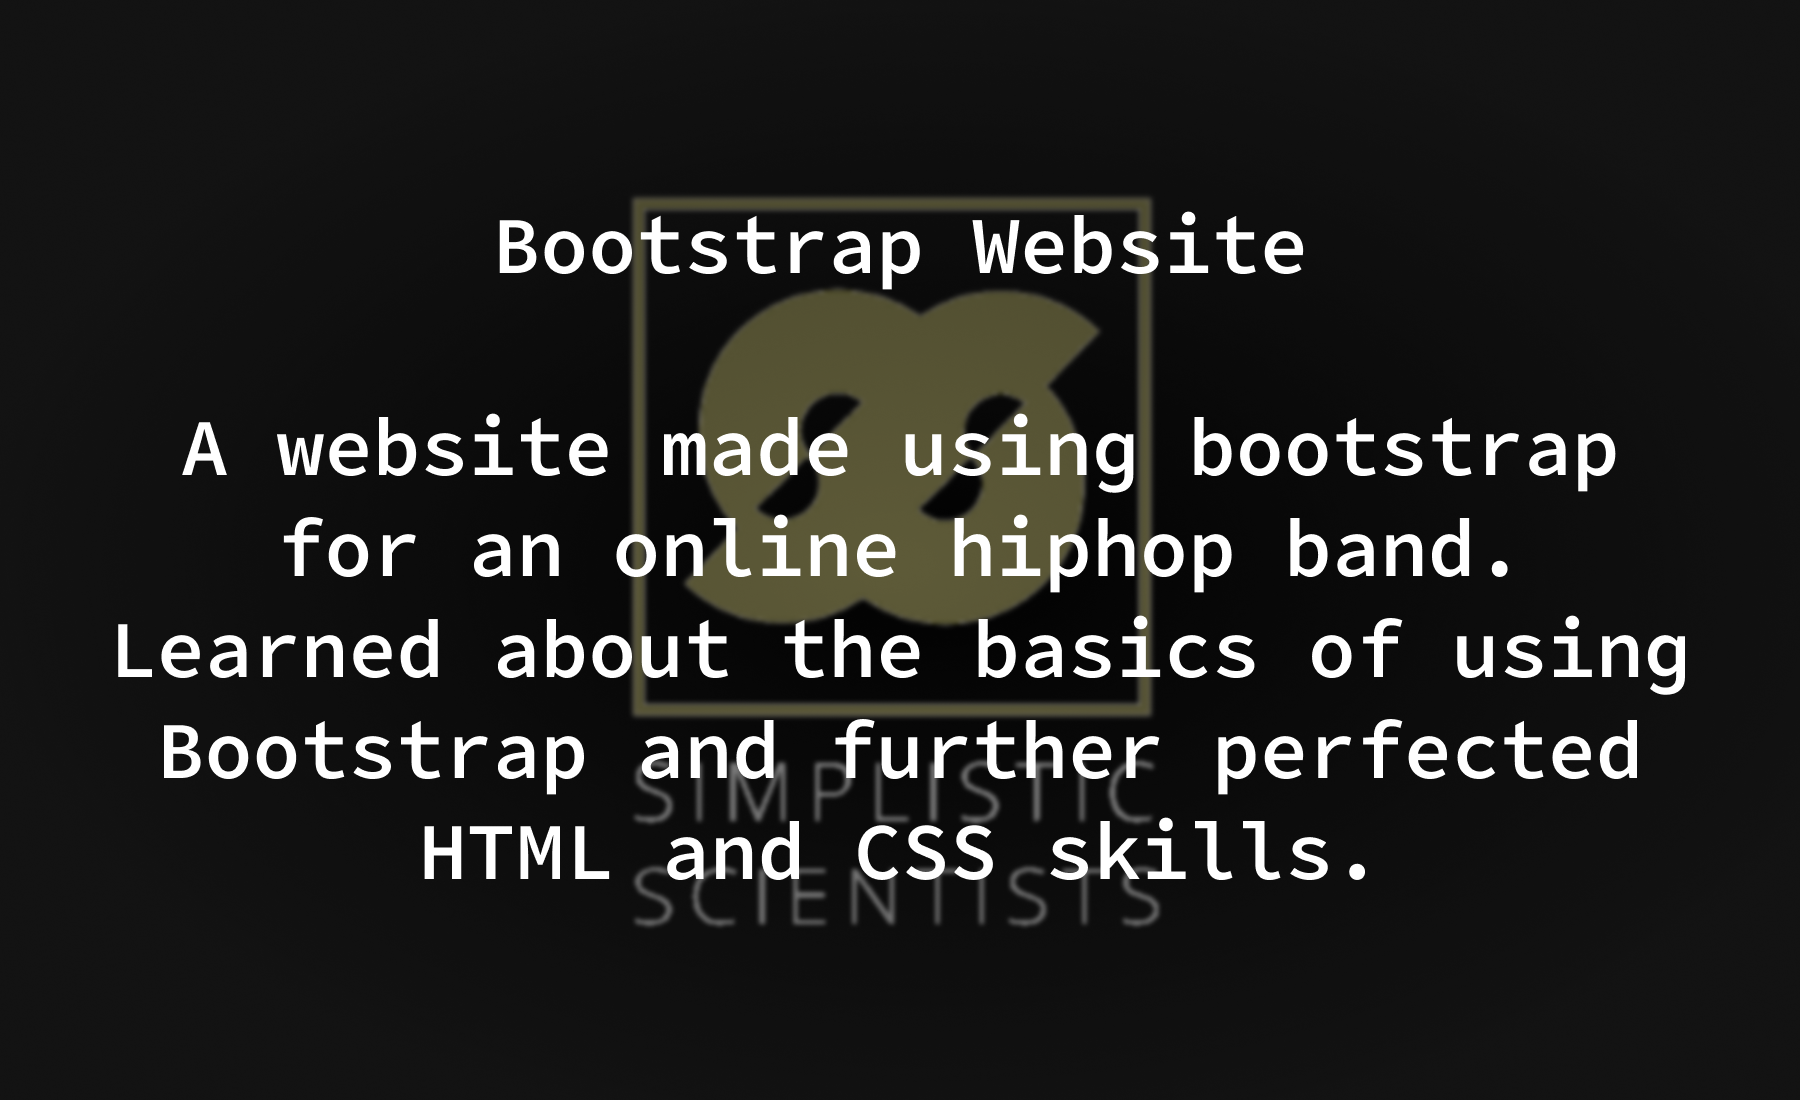 Bootstrap Website
A website made using bootstrap
for an online hiphop band.
Learned about the basics of using
Bootstrap and further perfected
SIMPLISTIC
HTML and CSS skills.
SCIENTISTS